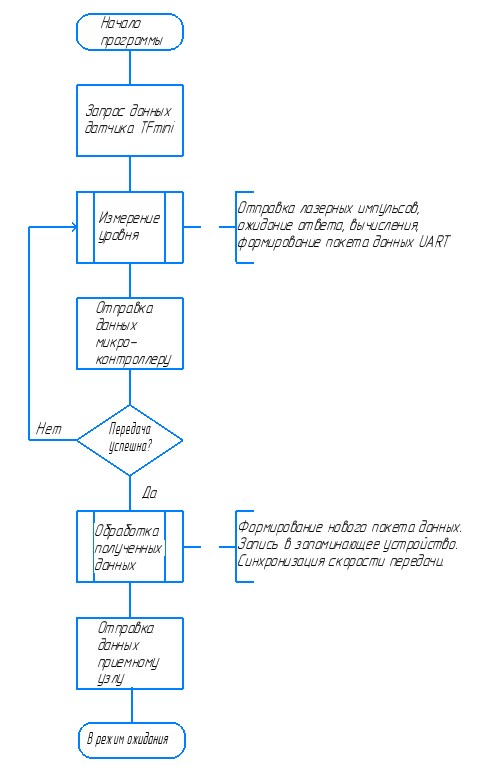 Начала
программы
Запрос данных
датчика TFmini
Измерение
уровня
Отправка лазерных импульсов,
ожидание ответа, вычисления,
формирование пакета данных UART
Отправка
данных
микро-
контроллеру
Передача
успешна?
Нет
Да
Обработка
полученных
данных
Формирование нового пакета данных.
Запись в запоминающее устройство.
Синхронизация скорости передачи.
Отправка
данных
приемному
узлу
В режим ожидания